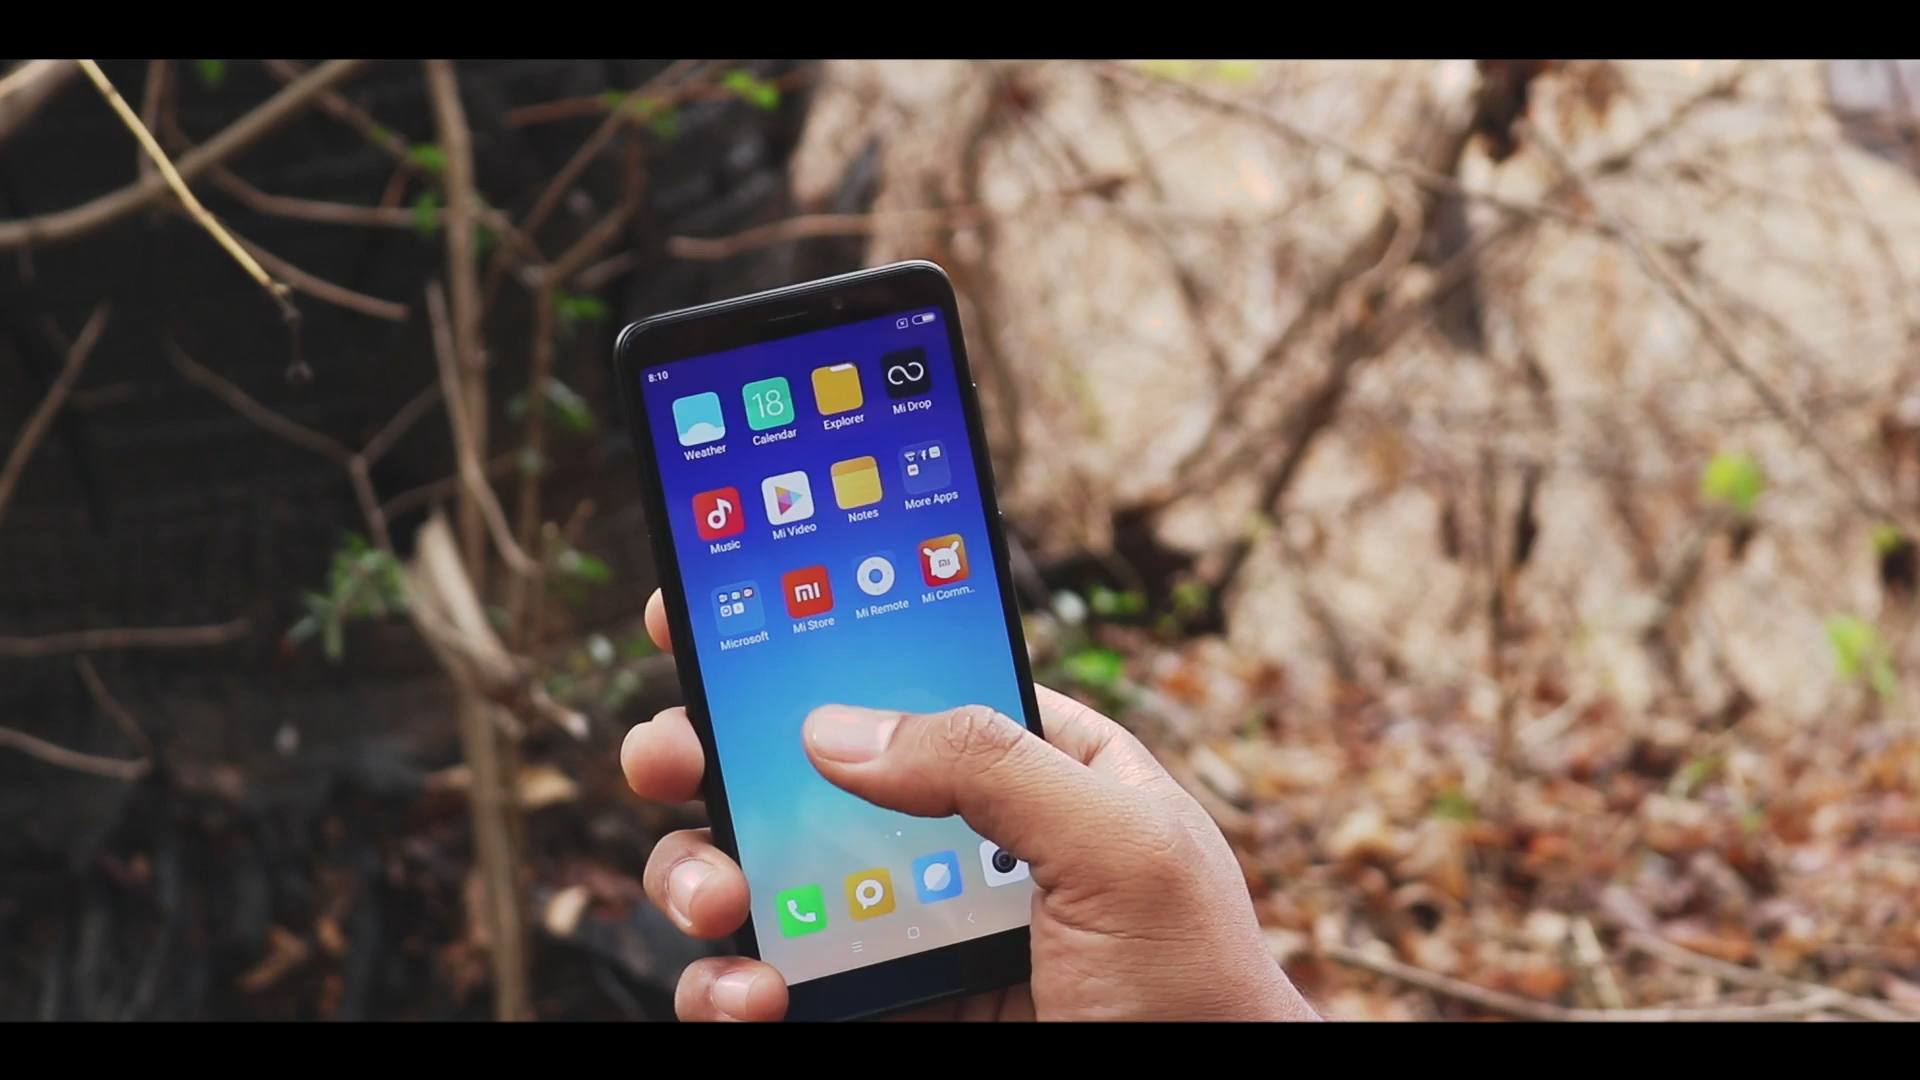 8:10
Weather
18
Calendar
Explorer
Mi Drop
Music
Mi Video
Notes
More Apps
Microsoft
mi
Mi Store
Mi Remote
mi
Mi Comm..